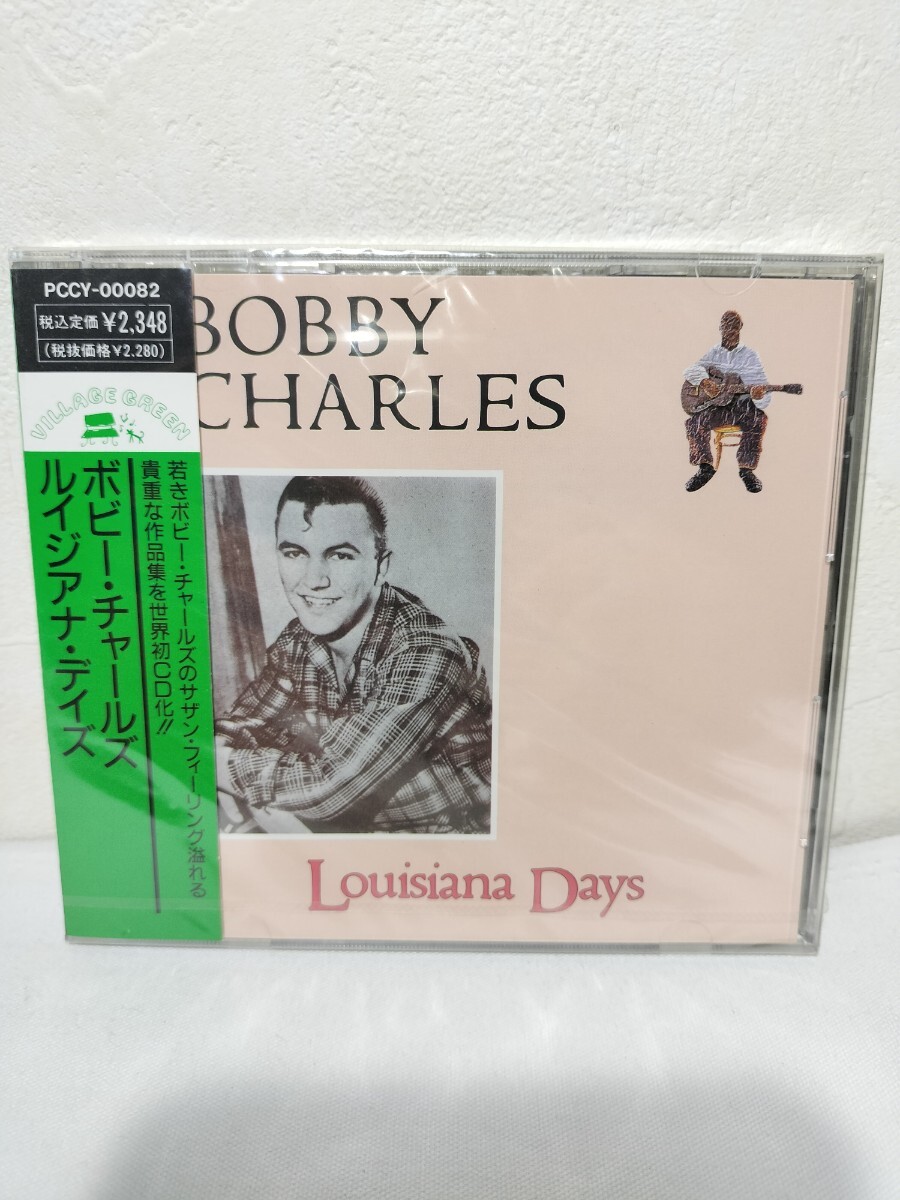 PCCY-00082
税込定価 ¥2,348
(税抜価格¥2.280)
VILLAGE GREEN
若きボビー・チャールズのサザン・フィーリング溢れる
貴重な作品集を世界初CD化!!
ボビー・チャールズ
ルイジアナ・デイズ
BOBBY
CHARLES
Louisiana Days